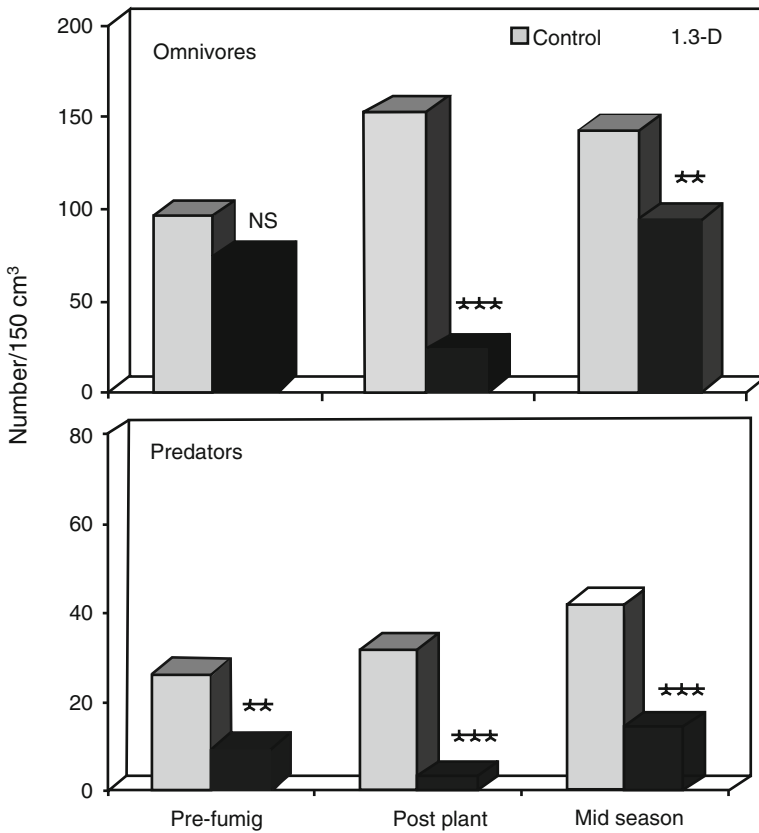 200
Omnivores
Control
1.3-D
150
NS
**
100
***
50
0
Number/150 cm³
80
Predators
60
40
**
***
20
***
0
Pre-fumig
Post plant
Mid season